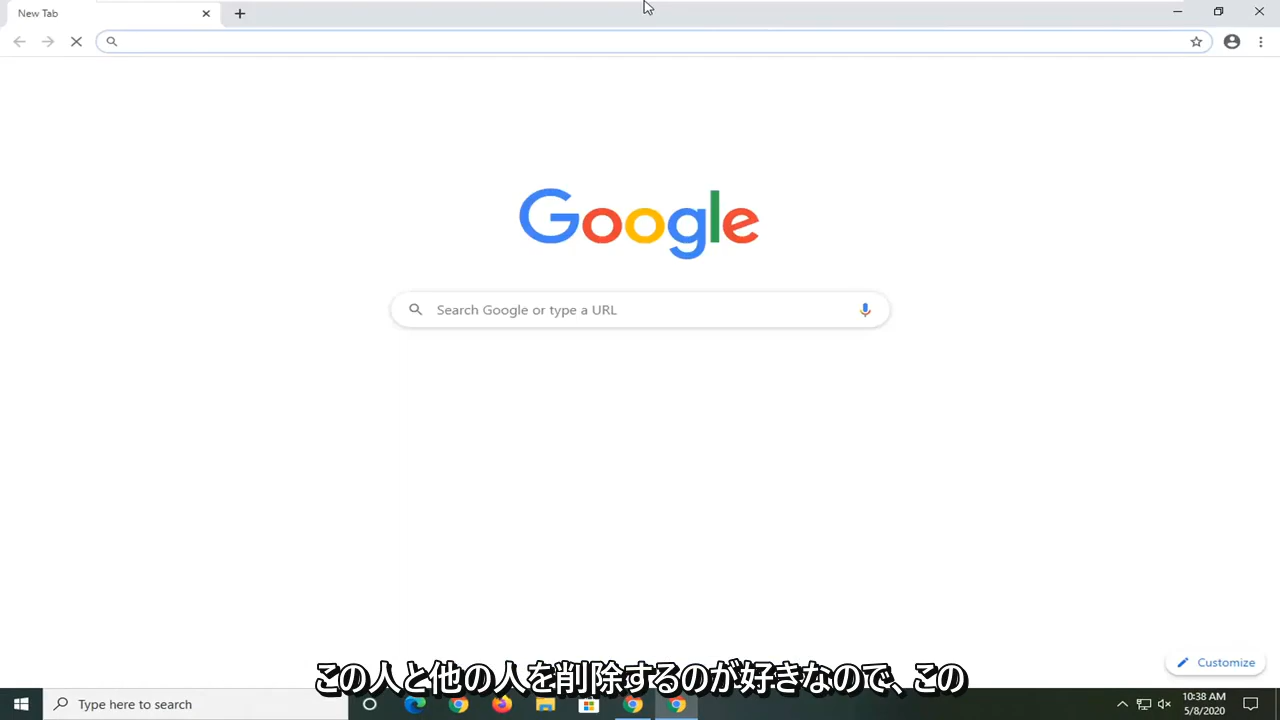 New Tab
Google
Search Google or type a URL
Customize
この人と他の人を削除するのが好きなので、この
Type here to search
10:38 AM
5/8/2020